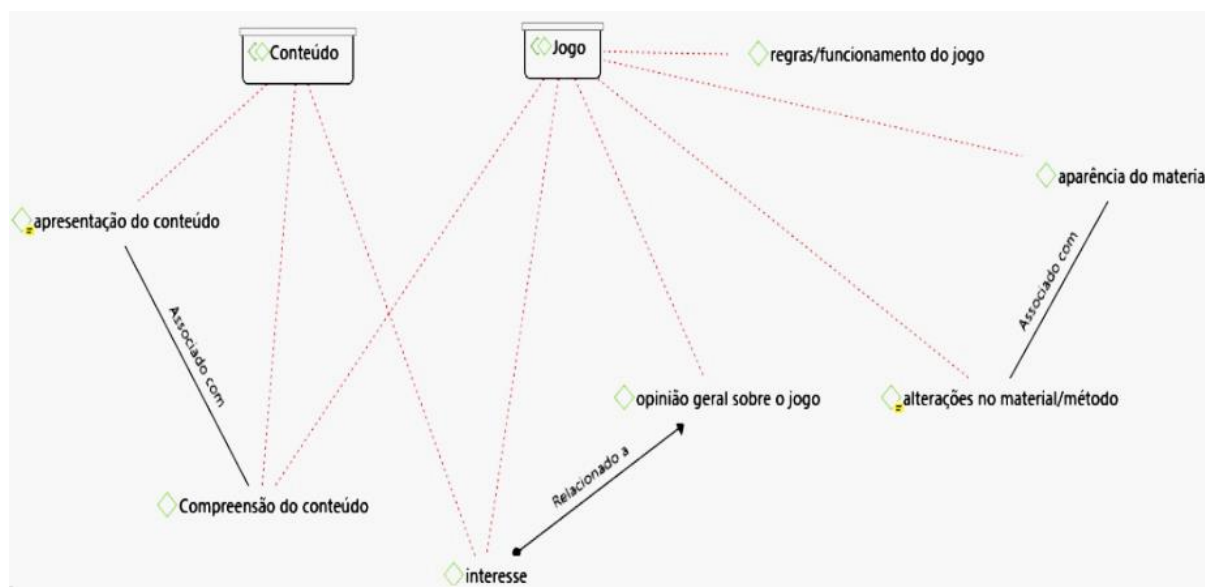 Conteúdo
Jogo
regras/funcionamento do jogo
aparência do materia
apresentação do conteúdo
Associado com
Associado com
opinião geral sobre o jogo
alterações no material/método
Relacionado a
Compreensão do conteúdo
interesse